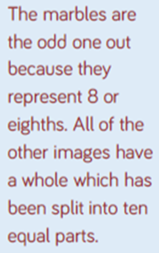 The marbles are
the odd one out
because they
represent 8 or
eighths. All of the
other images have
a whole which has
been split into ten
equal parts.